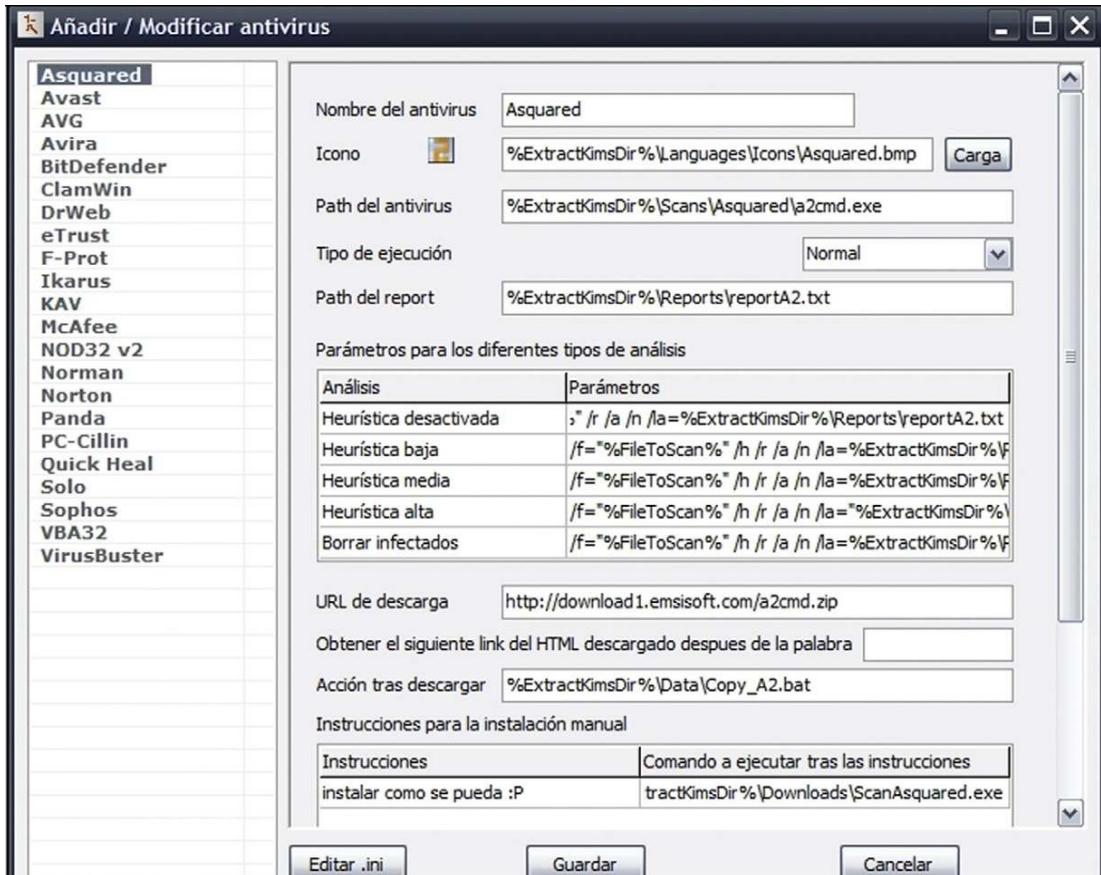 Añadir / Modificar antivirus
Asquared
Avast
AVG
Avira
BitDefender
ClamWin
DrWeb
eTrust
F-Prot
Ikarus
KAV
McAfee
NOD32 v2
Norman
Norton
Panda
PC-Cillin
Quick Heal
Solo
Sophos
VBA32
VirusBuster
Nombre del antivirus Asquared
Icono %ExtractKimsDir%\Languages\Icons\Asquared.bmp Carga
Path del antivirus %ExtractKimsDir%\Scans\Asquared\a2cmd.exe
Tipo de ejecución Normal
Path del report %ExtractKimsDir%\Reports\reportA2.txt
Parámetros para los diferentes tipos de análisis
Análisis Parámetros
Heurística desactivada " /r /a /n /la=%ExtractKimsDir%\Reports\reportA2.txt
Heurística baja /f="%FileToScan%" /h /r /a /n /la=%ExtractKimsDir%\
Heurística media /f="%FileToScan%" /h /r /a /n /la=%ExtractKimsDir%\
Heurística alta /f="%FileToScan%" /h /r /a /n /la="%ExtractKimsDir%\
Borrar infectados /f="%FileToScan%" /h /r /a /n /la=%ExtractKimsDir%\
URL de descarga http://download1.emsisoft.com/a2cmd.zip
Obtener el siguiente link del HTML descargado despues de la palabra
Acción tras descargar %ExtractKimsDir%\Data\Copy_A2.bat
Instrucciones para la instalación manual
Instrucciones Comando a ejecutar tras las instrucciones
instalar como se pueda :P tractKimsDir%\Downloads\ScanAsquared.exe
Editar .ini Guardar Cancelar